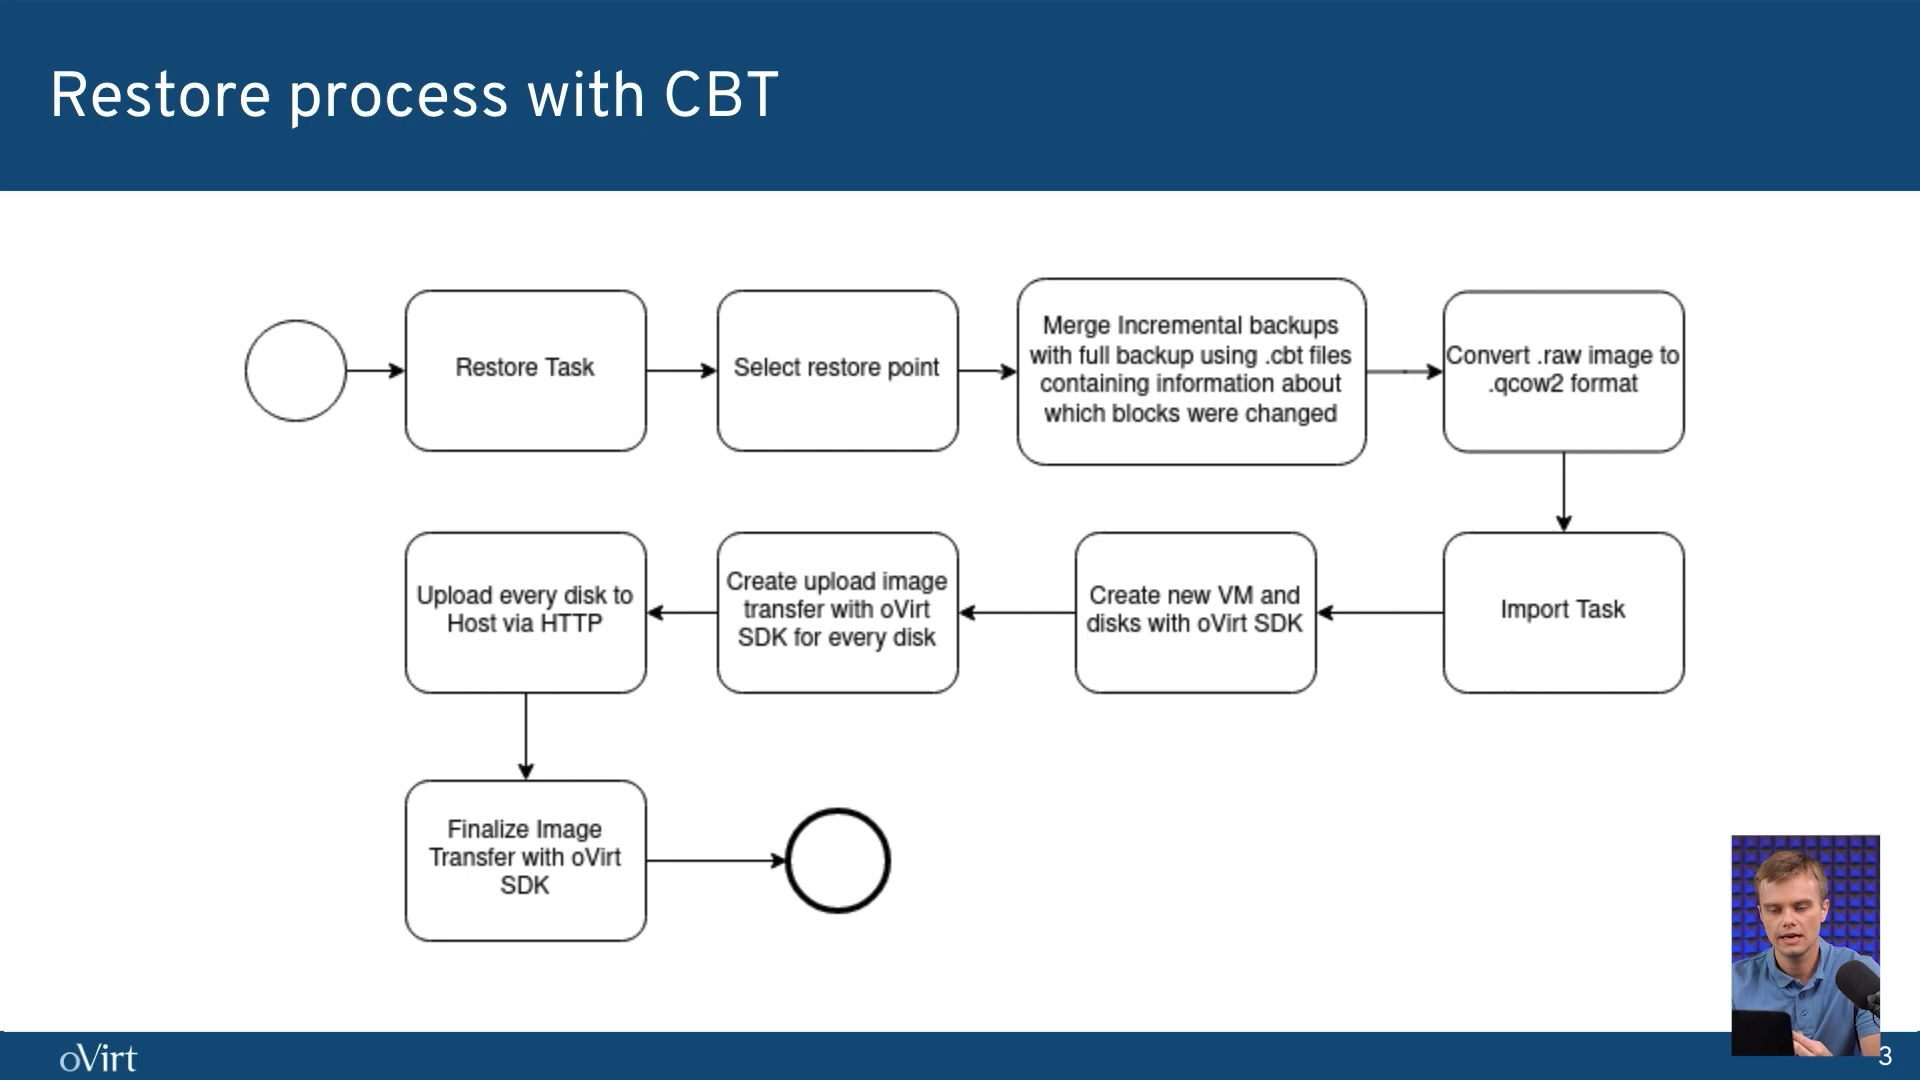 Restore process with CBT
Restore Task
Select restore point
Merge Incremental backups
with full backup using .cbt files
containing information about
which blocks were changed
Convert .raw image to
.qcow2 format
Upload every disk to
Host via HTTP
Create upload image
transfer with oVirt
SDK for every disk
Create new VM and
disks with oVirt SDK
Import Task
Finalize Image
Transfer with oVirt
SDK
oVirt
3